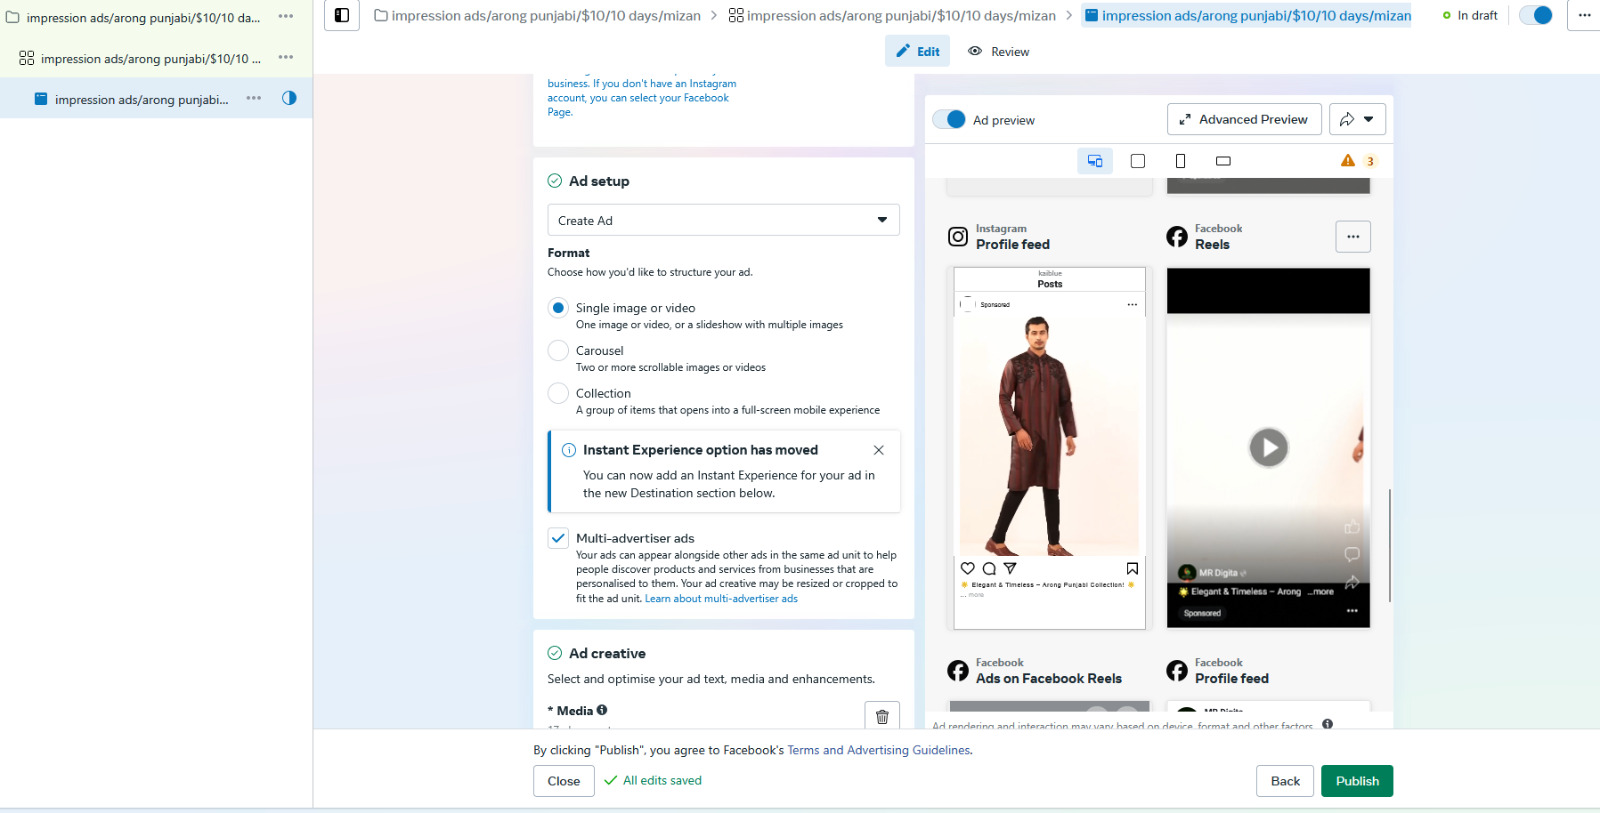 impression ads/arong punjabi/$10/10 da...
impression ads/arong punjabi/$10/10 ...
impression ads/arong punjabi...
impression ads/arong punjabi/$10/10 days/mizan
impression ads/arong punjabi/$10/10 days/mizan
impression ads/arong punjabi/$10/10 days/mizan
In draft
Edit
Review
business. If you don't have an Instagram
account, you can select your Facebook
Page.
Ad setup
Create Ad
Format
Choose how you'd like to structure your ad.
Single image or video
One image or video, or a slideshow with multiple images
Carousel
Two or more scrollable images or videos
Collection
A group of items that opens into a full-screen mobile experience
Instant Experience option has moved
You can now add an Instant Experience for your ad in
the new Destination section below.
Multi-advertiser ads
Your ads can appear alongside other ads in the same ad unit to help
people discover products and services from businesses that are
personalised to them. Your ad creative may be resized or cropped to
fit the ad unit. Learn about multi-advertiser ads
Ad creative
Select and optimise your ad text, media and enhancements.
* Media
Ad preview
Advanced Preview
3
Instagram
Profile feed
kaiblue
Posts
Sponsored
Elegant & Timeless – Arong Punjabi Collection!
... more
Facebook
Reels
MR Digita
Elegant & Timeless – Arong ...more
Sponsored
Facebook
Ads on Facebook Reels
Facebook
Profile feed
MR Digita
Ad rendering and interaction may vary based on device, format and other factors.
By clicking "Publish", you agree to Facebook's Terms and Advertising Guidelines.
Close
All edits saved
Back
Publish